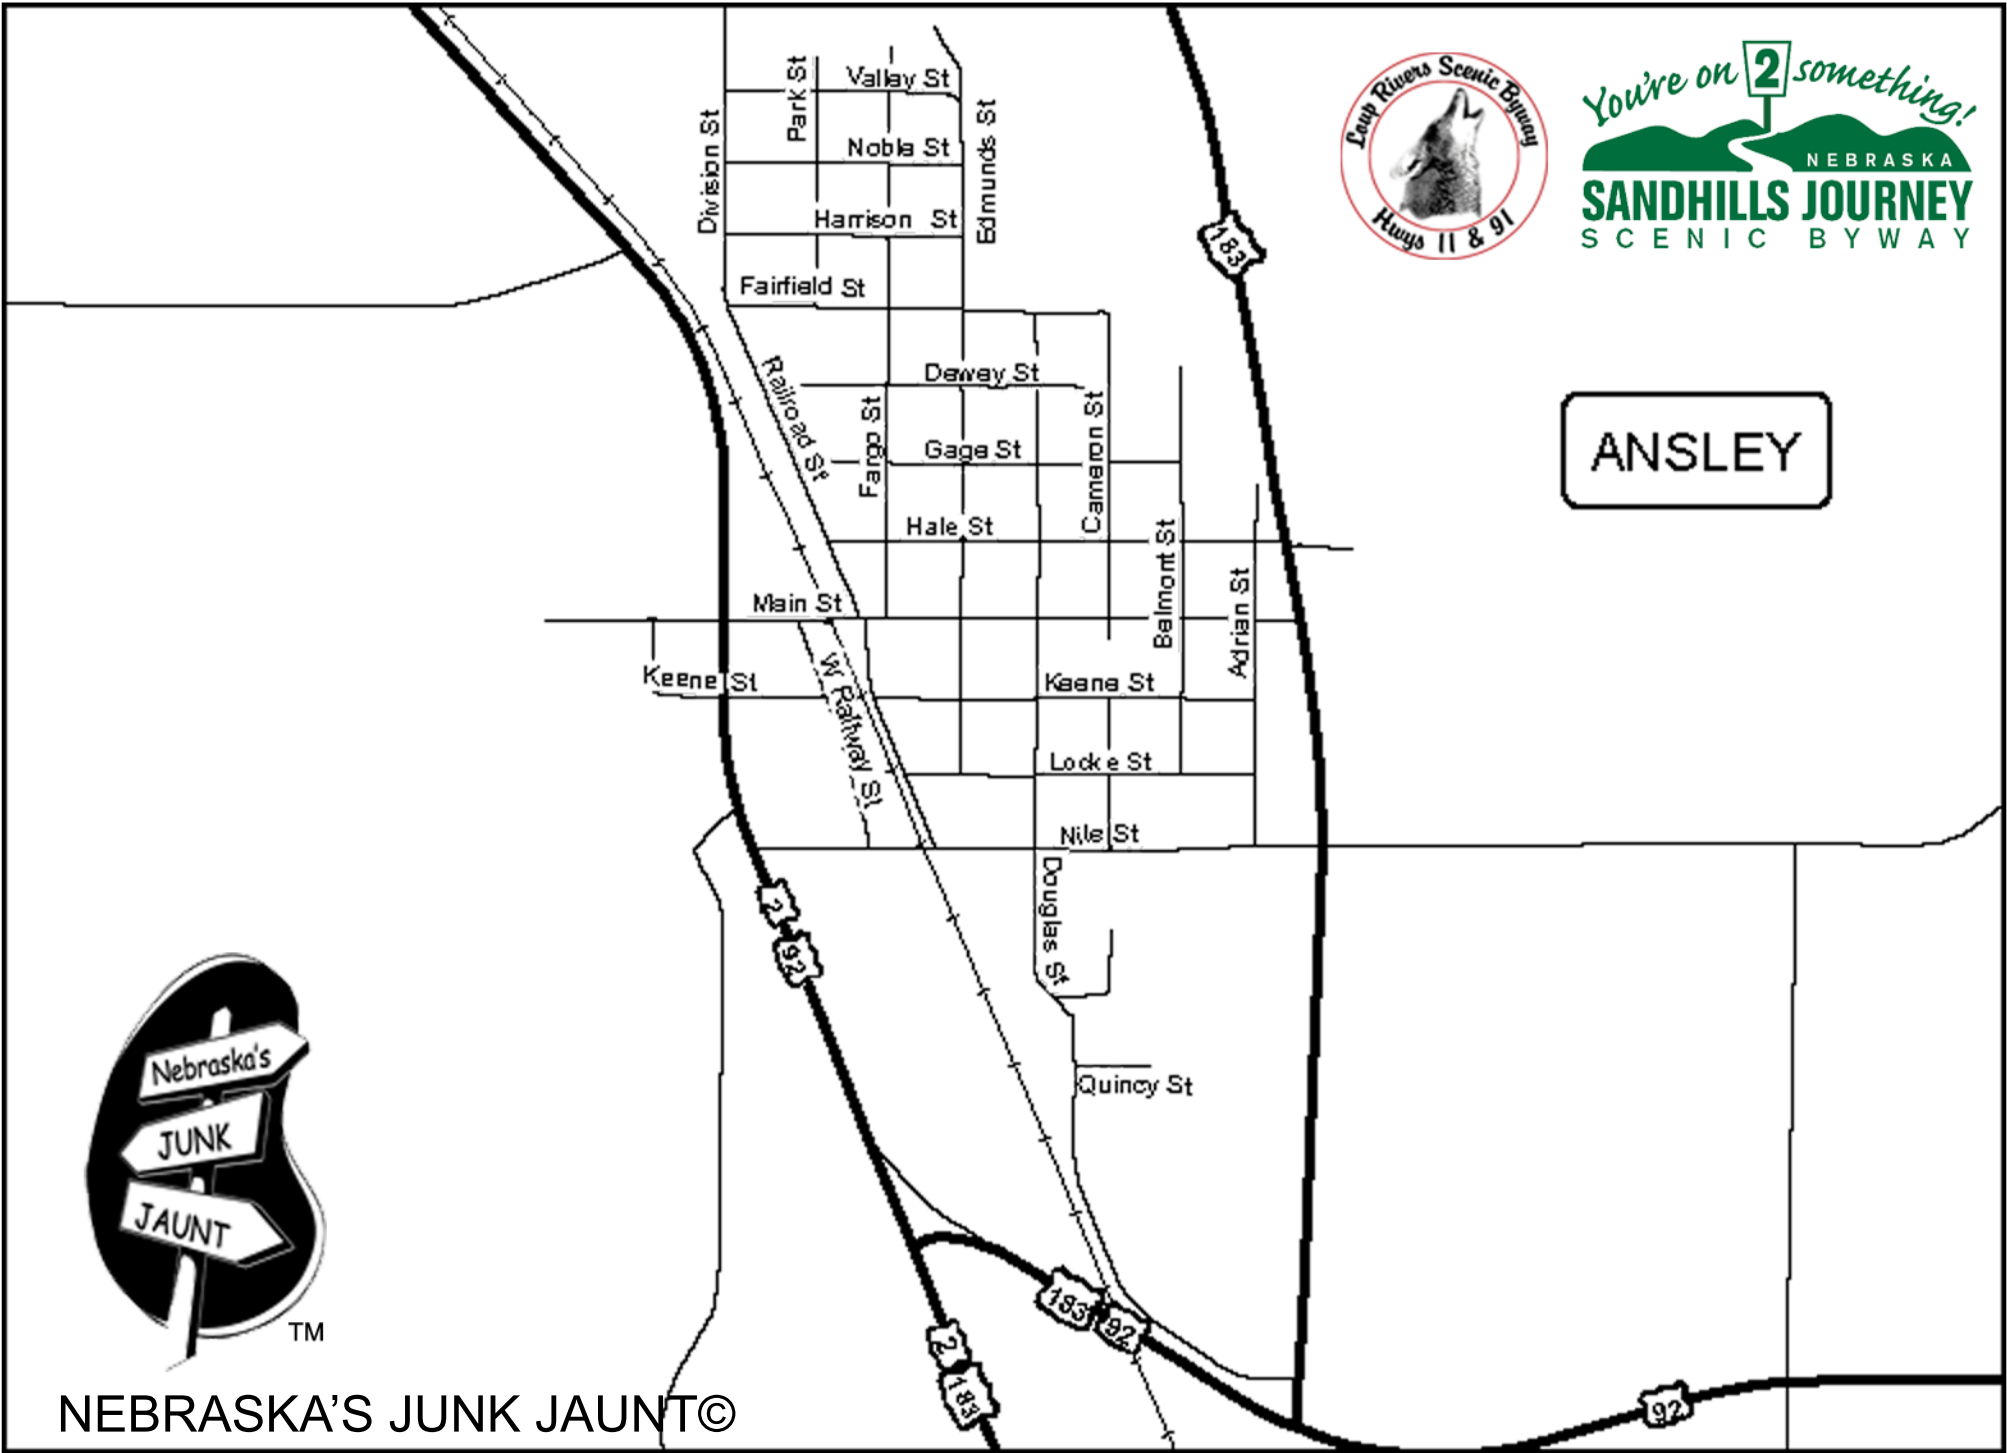 Valley St
Park St
Division St
Noble St
Edmunds St
Harrison St
Fairfield St
Loup Rivers Scenic Byway
Hwys 11 & 91
You're on 2 something!
NEBRASKA
SANDHILLS JOURNEY
SCENIC BYWAY
183
ANSLEY
Railroad St
Dewey St
Fargo St
Gage St
Cameron St
Hale St
Belmont St
Adrian St
Main St
Keene St
Keene St
W Railway St
Locke St
Nile St
Douglas St
2
92
Quincy St
183
92
2
183
92
Nebraska's
JUNK
JAUNT
TM
NEBRASKA'S JUNK JAUNT©